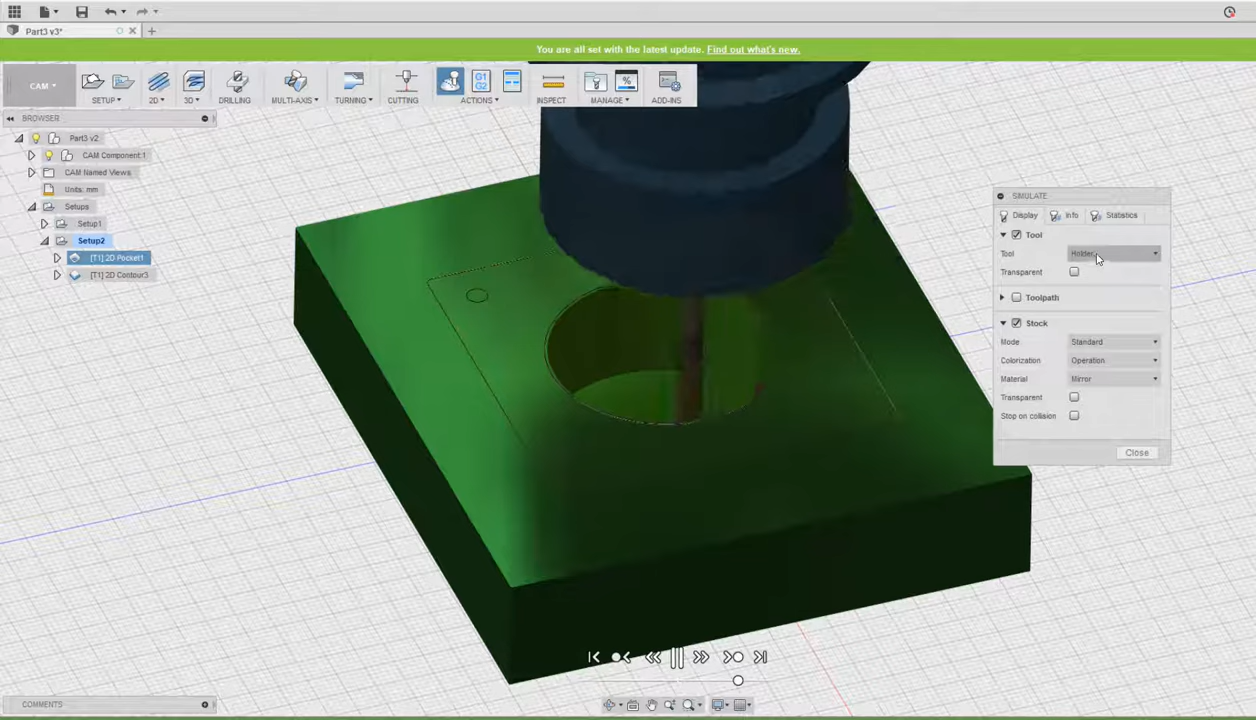 Part3 v3*
You are all set with the latest update. Find out what's new.
CAM
SETUP
2D
3D
DRILLING
MULTI-AXIS
TURNING
CUTTING
G1
G2
ACTIONS
INSPECT
%
MANAGE
ADD-INS
BROWSER
Part3 v2
CAM Component:1
CAM Named Views
Units: mm
Setups
Setup1
Setup2
[T1] 2D Pocket1
[T1] 2D Contour3
SIMULATE
Display
Info
Statistics
Tool
Tool Holder
Transparent
Toolpath
Stock
Mode Standard
Colorization Operation
Material Mirror
Transparent
Stop on collision
Close
COMMENTS